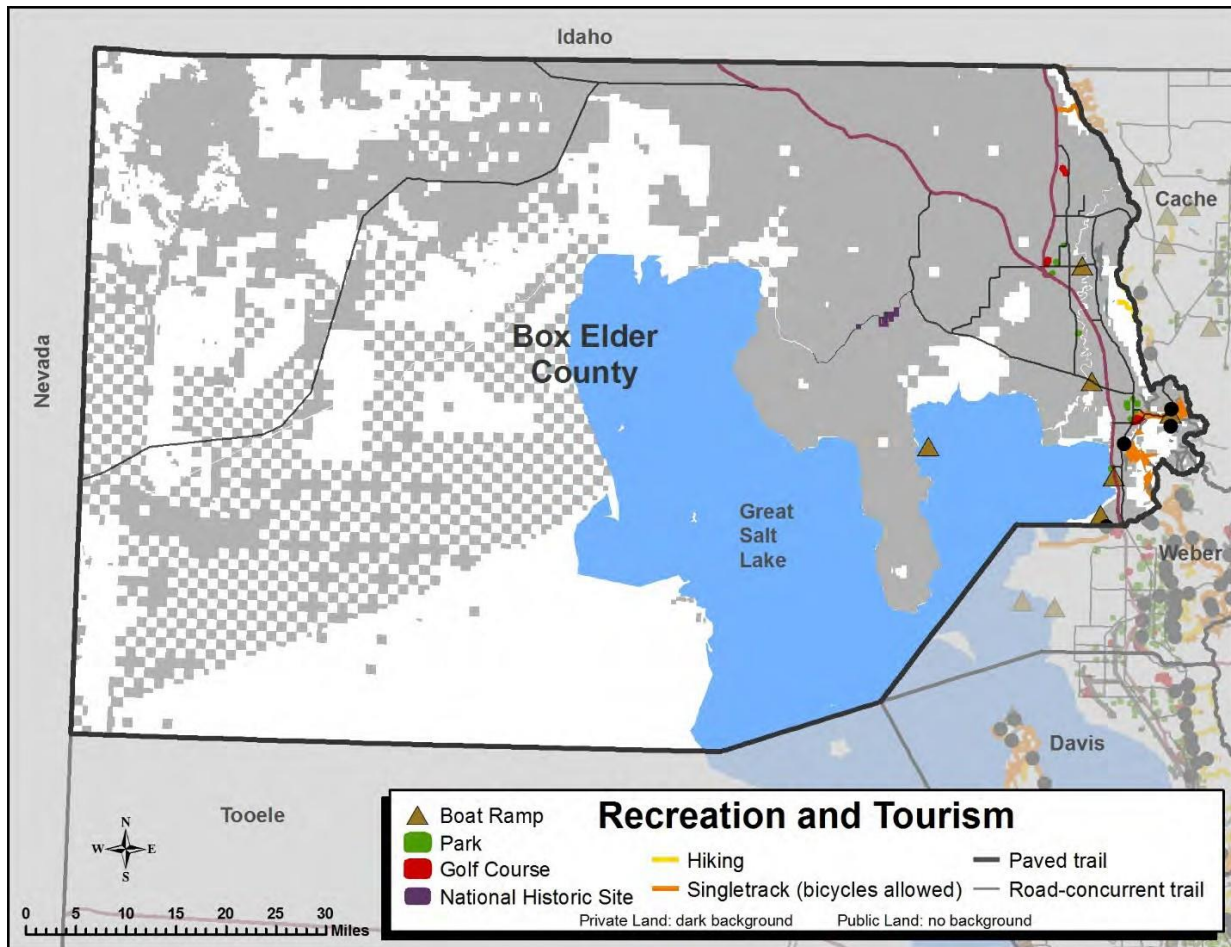 Idaho
Cache
Nevada
Box Elder
County
Great
Salt
Lake
Weber
Davis
Tooele
N
W E
S
0 5 10 15 20 25 30
Miles
Recreation and Tourism
Boat Ramp
Park
Golf Course
National Historic Site
Hiking
Singletrack (bicycles allowed)
Paved trail
Road-concurrent trail
Private Land: dark background Public Land: no background